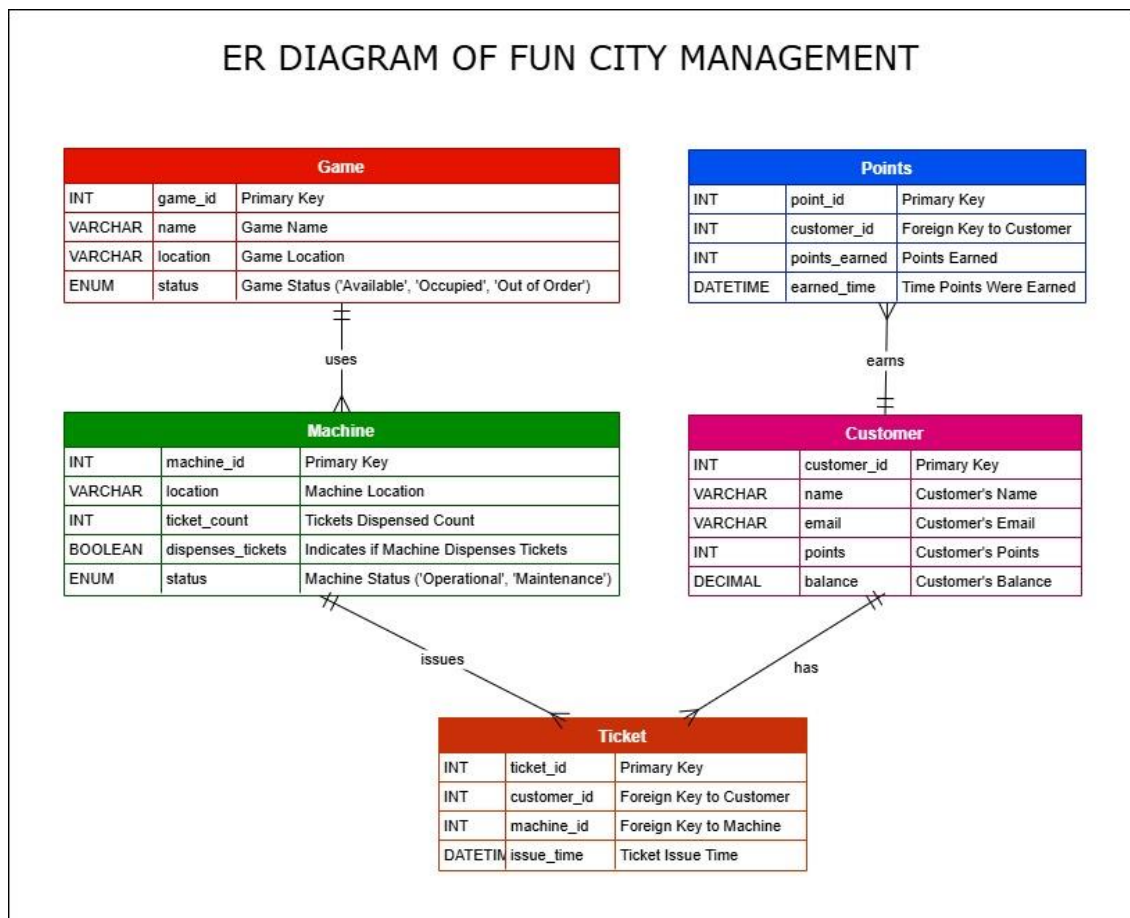 ER DIAGRAM OF FUN CITY MANAGEMENT
Game
INT game_id Primary Key
VARCHAR name Game Name
VARCHAR location Game Location
ENUM status Game Status ('Available', 'Occupied', 'Out of Order')
uses
Machine
INT machine_id Primary Key
VARCHAR location Machine Location
INT ticket_count Tickets Dispensed Count
BOOLEAN dispenses_tickets Indicates if Machine Dispenses Tickets
ENUM status Machine Status ('Operational', 'Maintenance')
issues
Points
INT point_id Primary Key
INT customer_id Foreign Key to Customer
INT points_earned Points Earned
DATETIME earned_time Time Points Were Earned
earns
Customer
INT customer_id Primary Key
VARCHAR name Customer's Name
VARCHAR email Customer's Email
INT points Customer's Points
DECIMAL balance Customer's Balance
has
Ticket
INT ticket_id Primary Key
INT customer_id Foreign Key to Customer
INT machine_id Foreign Key to Machine
DATETIM issue_time Ticket Issue Time